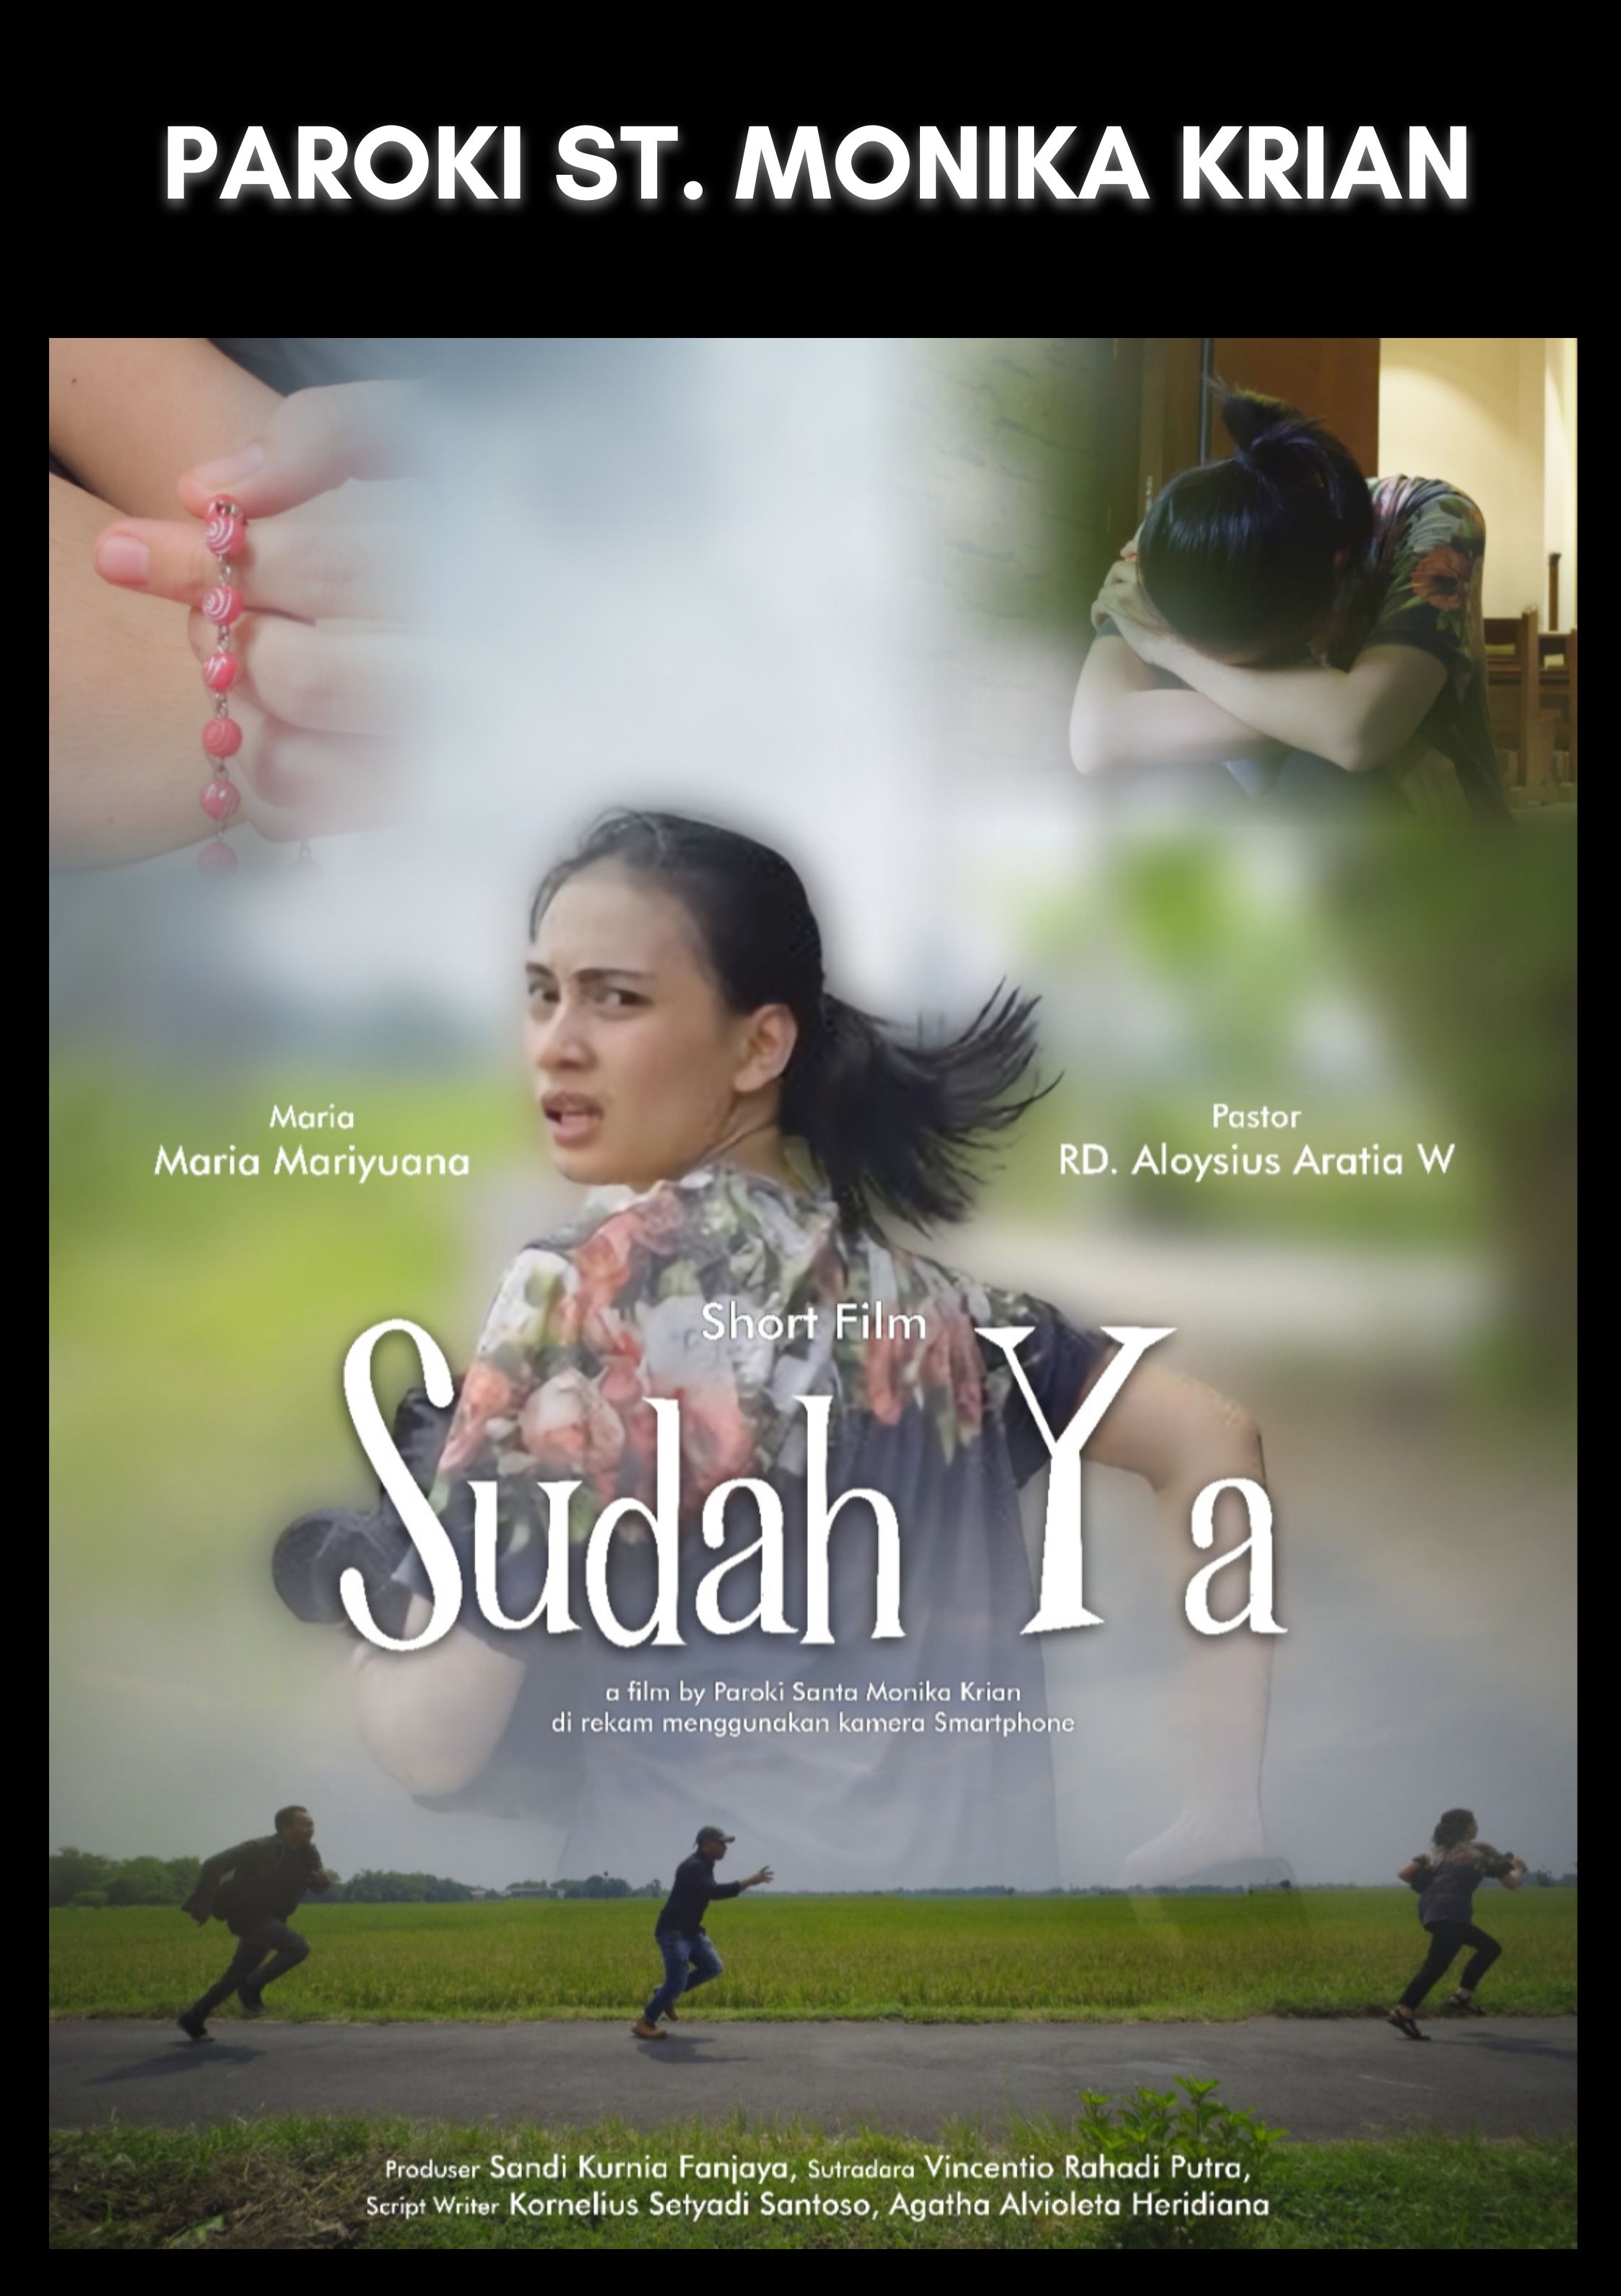 PAROKI ST. MONIKA KRIAN
Maria
Maria Mariyuana
Pastor
RD. Aloysius Aratia W
Short Film
Sudah Ya
a film by Paroki Santa Monika Krian
di rekam menggunakan kamera Smartphone
Produser Sandi Kurnia Fanjaya, Sutradara Vincentio Rahadi Putra,
Script Writer Kornelius Setyadi Santoso, Agatha Alvioleta Heridiana